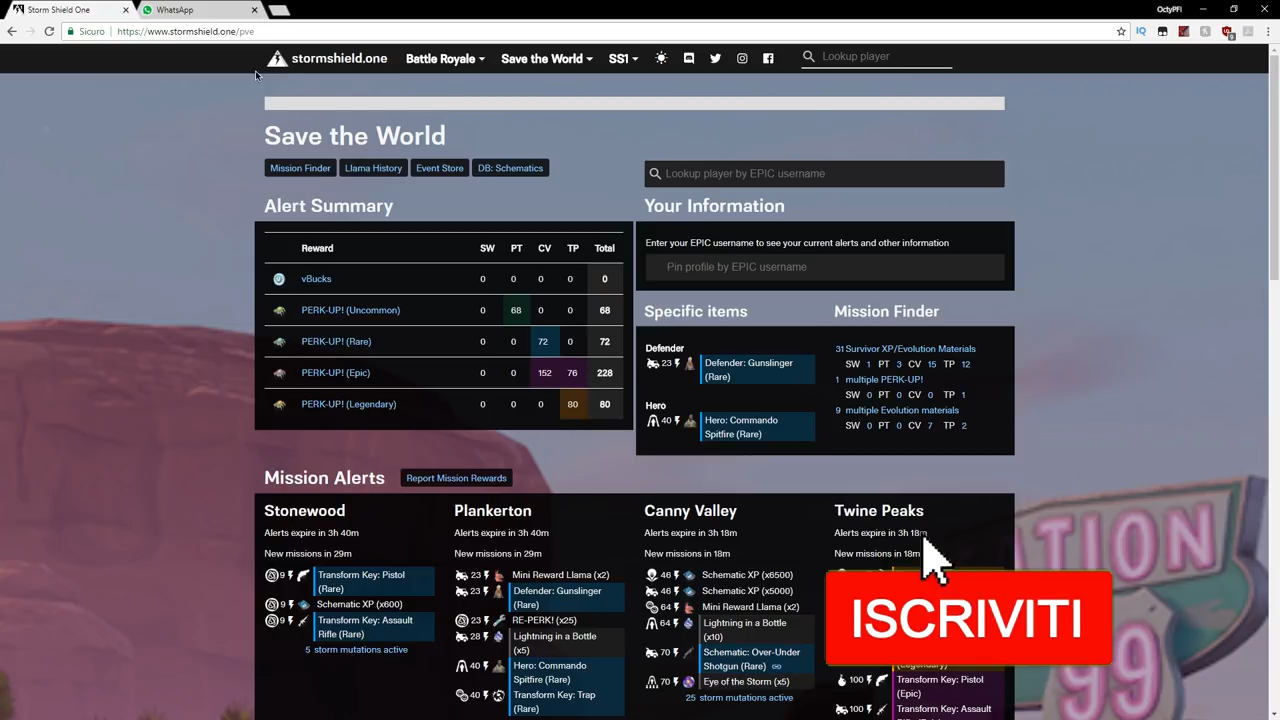 Storm Shield One
WhatsApp
OctyPFI
Sicuro
https://www.stormshield.one/pve
stormshield.one
Battle Royale
Save the World
SS1
Lookup player
Save the World
Mission Finder
Llama History
Event Store
DB: Schematics
Lookup player by EPIC username
Alert Summary
Reward SW PT CV TP Total
vBucks 0 0 0 0 0
PERK-UP! (Uncommon) 0 68 0 0 68
PERK-UP! (Rare) 0 0 72 0 72
PERK-UP! (Epic) 0 0 152 76 228
PERK-UP! (Legendary) 0 0 0 80 80
Your Information
Enter your EPIC username to see your current alerts and other information
Pin profile by EPIC username
Specific items
Defender
23 Defender: Gunslinger
(Rare)
Hero
40 Hero: Commando
Spitfire (Rare)
Mission Finder
31 Survivor XP/Evolution Materials
SW 1 PT 3 CV 15 TP 12
1 multiple PERK-UP!
SW 0 PT 0 CV 0 TP 1
9 multiple Evolution materials
SW 0 PT 0 CV 7 TP 2
Mission Alerts
Report Mission Rewards
Stonewood
Alerts expire in 3h 40m
New missions in 29m
9 Transform Key: Pistol
(Rare)
9 Schematic XP (x600)
9 Transform Key: Assault
Rifle (Rare)
5 storm mutations active
Plankerton
Alerts expire in 3h 40m
New missions in 29m
23 Mini Reward Llama (x2)
23 Defender: Gunslinger
(Rare)
23 RE-PERK! (x25)
28 Lightning in a Bottle
(x5)
40 Hero: Commando
Spitfire (Rare)
40 Transform Key: Trap
(Rare)
Canny Valley
Alerts expire in 3h 18m
New missions in 18m
46 Schematic XP (x6500)
46 Schematic XP (x5000)
64 Mini Reward Llama (x2)
64 Lightning in a Bottle
(x10)
70 Schematic: Over-Under
Shotgun (Rare)
70 Eye of the Storm (x5)
25 storm mutations active
Twine Peaks
Alerts expire in 3h 18m
New missions in 18m
ISCRIVITI
(Legendary)
100 Transform Key: Pistol
(Epic)
100 Transform Key: Assault